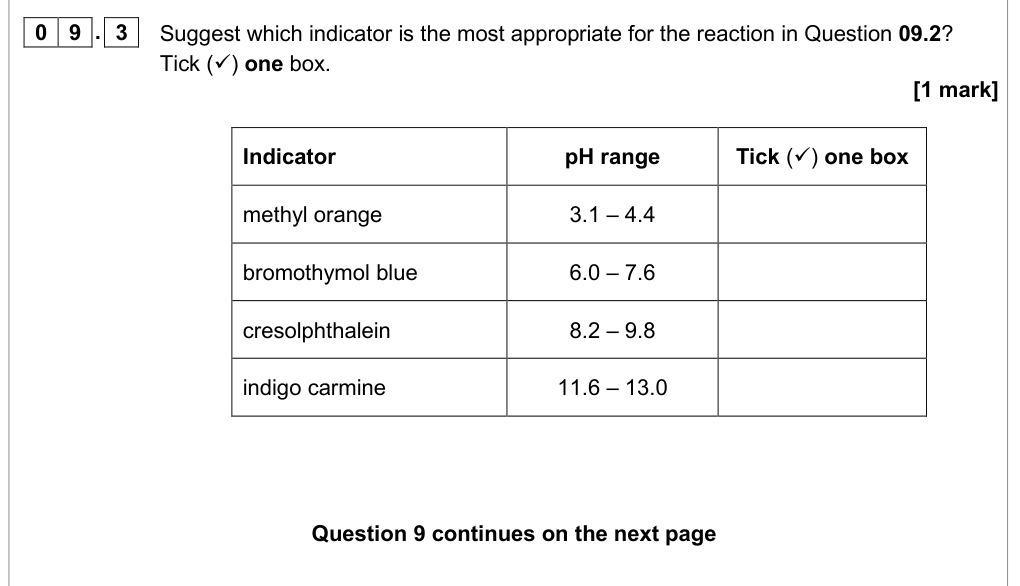 0 9 . 3 Suggest which indicator is the most appropriate for the reaction in Question 09.2?
Tick (✓) one box.
[1 mark]
Indicator pH range Tick (✓) one box
methyl orange 3.1 – 4.4
bromothymol blue 6.0 – 7.6
cresolphthalein 8.2 – 9.8
indigo carmine 11.6 – 13.0
Question 9 continues on the next page